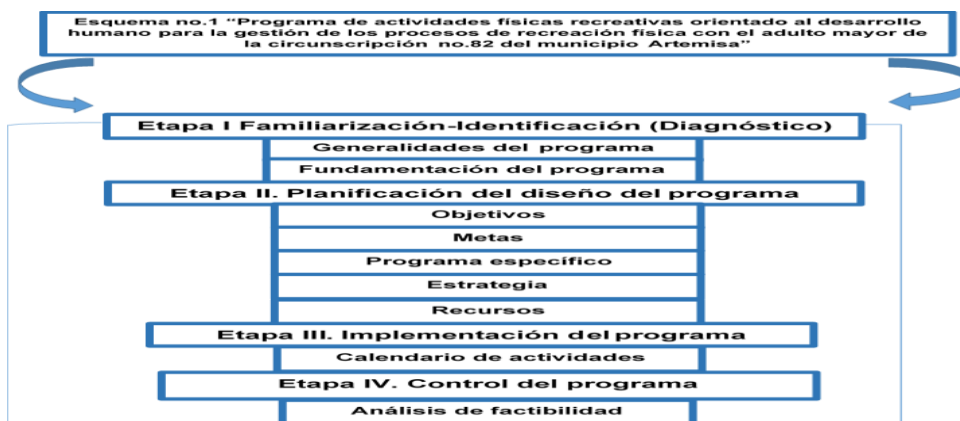 Esquema no.1 “Programa de actividades físicas recreativas orientado al desarrollo
humano para la gestión de los procesos de recreación física con el adulto mayor de
la circunscripción no.82 del municipio Artemisa”
Etapa I Familiarización-Identificación (Diagnóstico)
Generalidades del programa
Fundamentación del programa
Etapa II. Planificación del diseño del programa
Objetivos
Metas
Programa específico
Estrategia
Recursos
Etapa III. Implementación del programa
Calendario de actividades
Etapa IV. Control del programa
Análisis de factibilidad